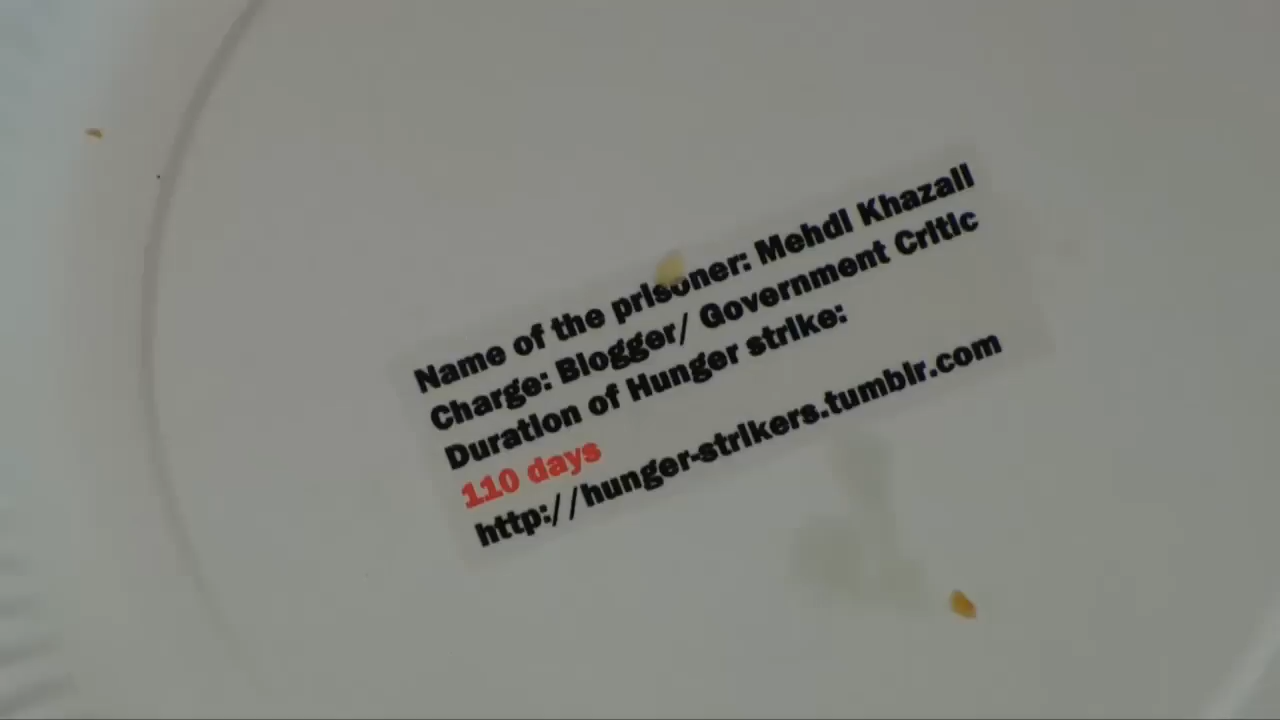 Name of the prisoner: Mehdi Khazali
Charge: Blogger/ Government Critic
Duration of Hunger strike:
110 days
http://hunger-strikers.tumblr.com